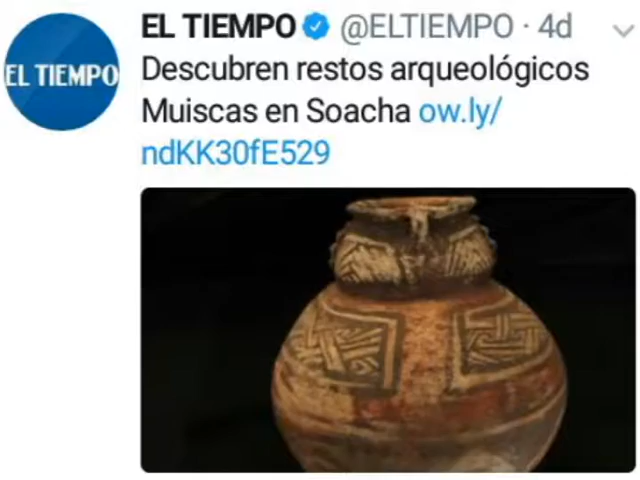 EL TIEMPO @ELTIEMPO · 4d
EL TIEMPO
Descubren restos arqueológicos
Muiscas en Soacha ow.ly/
ndKK30fE529